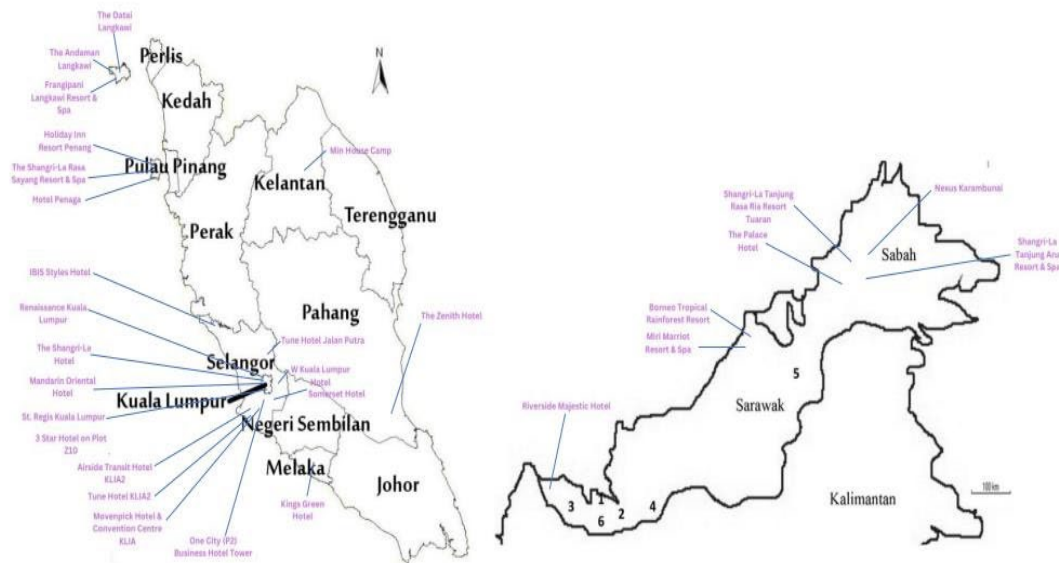 The Datai
Langkawi
The Andaman
Langkawi
Frangipani
Langkawi Resort &
Spa
Perlis
Kedah
N
Holiday Inn
Resort Penang
The Shangri-La Rasa
Sayang Resort & Spa
Hotel Penaga
Pulau Pinang
Min House Camp
Kelantan
Terengganu
Perak
IBIS Styles Hotel
Renaissance Kuala
Lumpur
The Shangri-La
Hotel
Mandarin Oriental
Hotel
Pahang
The Zenith Hotel
Tune Hotel Jalan Putra
Selangor
W Kuala Lumpur
Hotel
Somerset Hotel
Kuala Lumpur
St. Regis Kuala Lumpur
3 Star Hotel on Plot
Z10
Negeri Sembilan
Airside Transit Hotel
KLIA2
Tune Hotel KLIA2
Movenpick Hotel &
Convention Centre
KLIA
Melaka
Kings Green
Hotel
Johor
One City (P2)
Business Hotel Tower
Shangri-La Tanjung
Rasa Ria Resort
Tuaran
Nexus Karambunai
The Palace
Hotel
Sabah
Shangri-La
Tanjung Aru
Resort & Spa
Borneo Tropical
Rainforest Resort
Miri Marriot
Resort & Spa
5
Sarawak
Riverside Majestic Hotel
3
6
2
4
Kalimantan
100 km